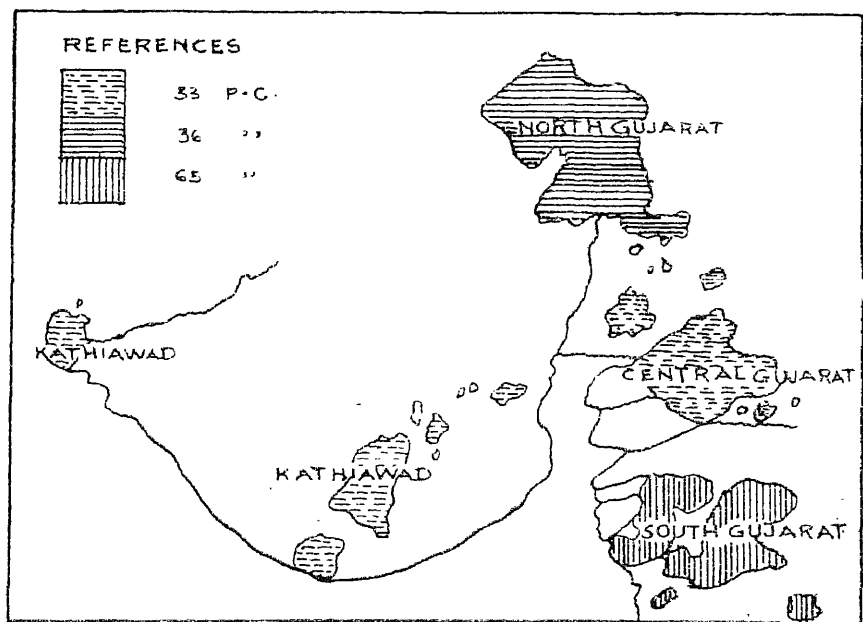 REFERENCES
33 P.C.
36 "
65 "
NORTH GUJARAT
KATHIAWAD
CENTRAL GUJARAT
KATHIAWAD
SOUTH GUJARAT